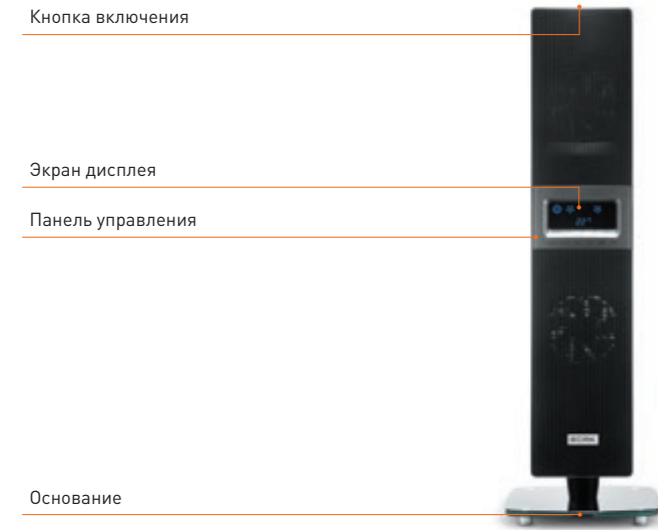 Кнопка включения
Экран дисплея
Панель управления
Основание